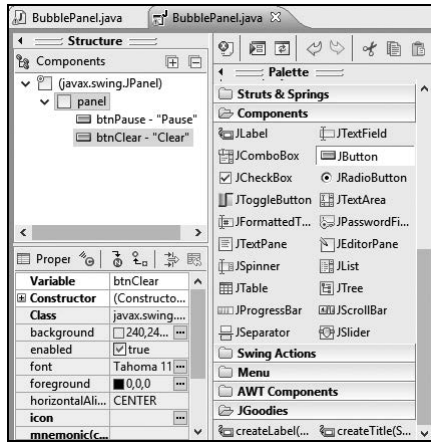 BubblePanel.java
BubblePanel.java
Structure
Components
(javax.swing.JPanel)
panel
btnPause - "Pause"
btnClear - "Clear"
Proper
Variable btnClear
Constructor (Constructo...
Class javax.swing....
background 240,24... ...
enabled true
font Tahoma 11 ...
foreground 0,0,0 ...
horizontalAli... CENTER
icon ...
mnemonic(c...
Palette
Struts & Springs
Components
JLabel JTextField
JComboBox JButton
JCheckBox JRadioButton
JToggleButton JTextArea
JFormattedT... JPasswordFi...
JTextPane JEditorPane
JSpinner JList
JTable JTree
JProgressBar JScrollBar
JSeparator JSlider
Swing Actions
Menu
AWT Components
JGoodies
createLabel(... createTitle(S...